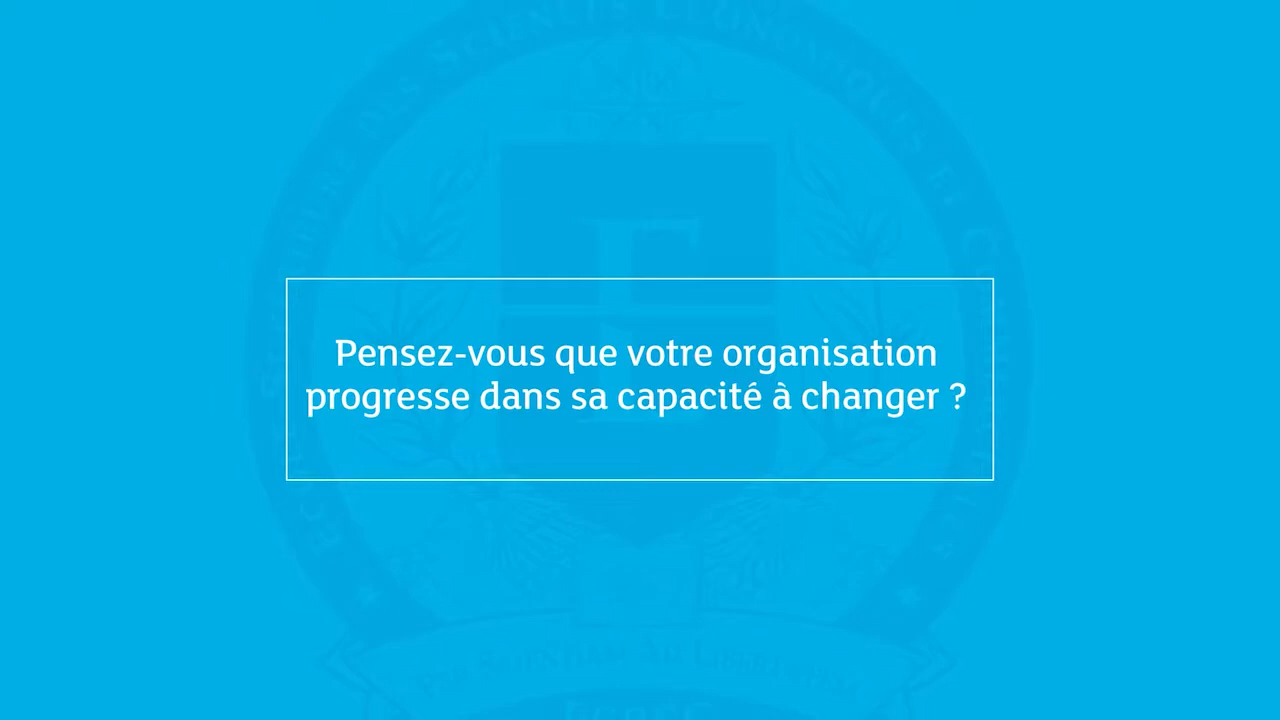 Pensez-vous que votre organisation
progresse dans sa capacité à changer ?